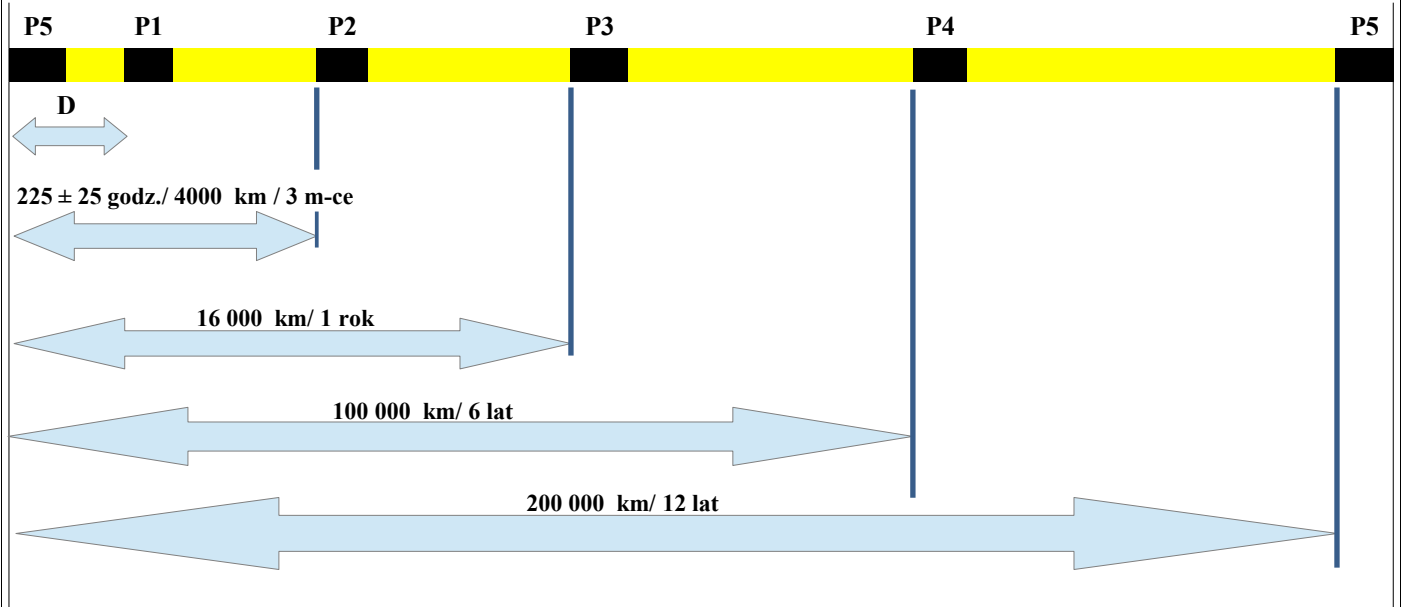 P5 P1 P2 P3 P4 P5
D
225 ± 25 godz./ 4000 km / 3 m-ce
16 000 km/ 1 rok
100 000 km/ 6 lat
200 000 km/ 12 lat